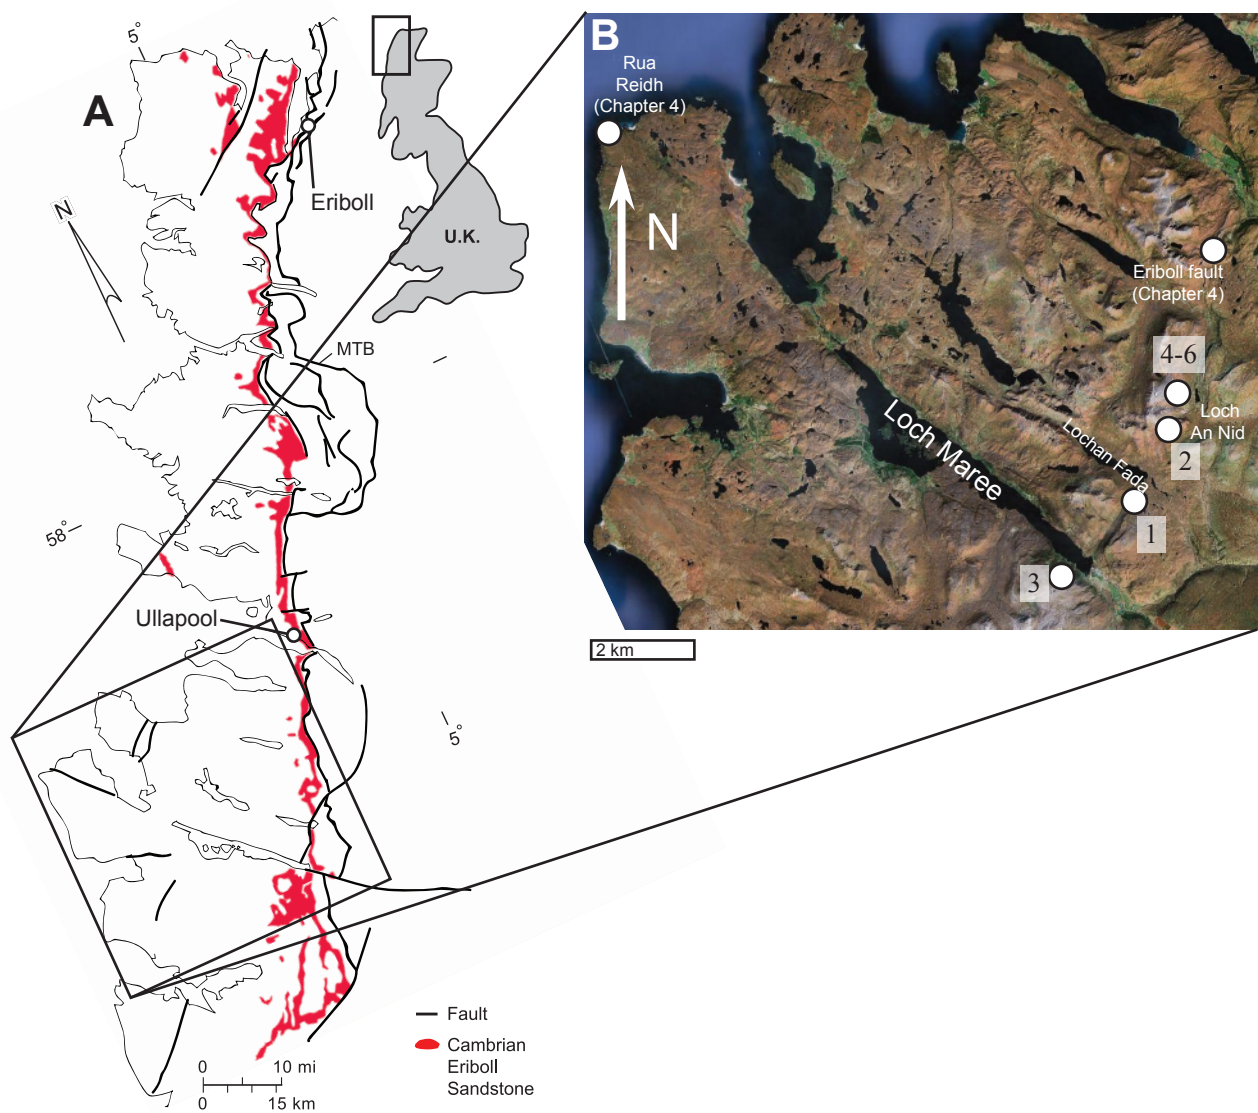 A
5°
N
Eriboll
U.K.
MTB
58°
Ullapool
5°
Fault
Cambrian
Eriboll
Sandstone
0 10 mi
0 15 km
B
Rua
Reidh
(Chapter 4)
N
Eriboll fault
(Chapter 4)
4-6
Loch
An Nid
2
Loch Maree
Lochan Fada
1
3
2 km